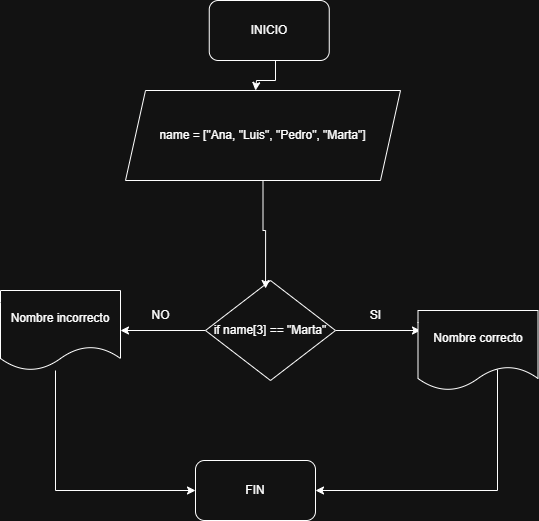 INICIO
name = ["Ana, "Luis", "Pedro", "Marta"]
NO
SI
Nombre incorrecto
if name[3] == "Marta"
Nombre correcto
FIN